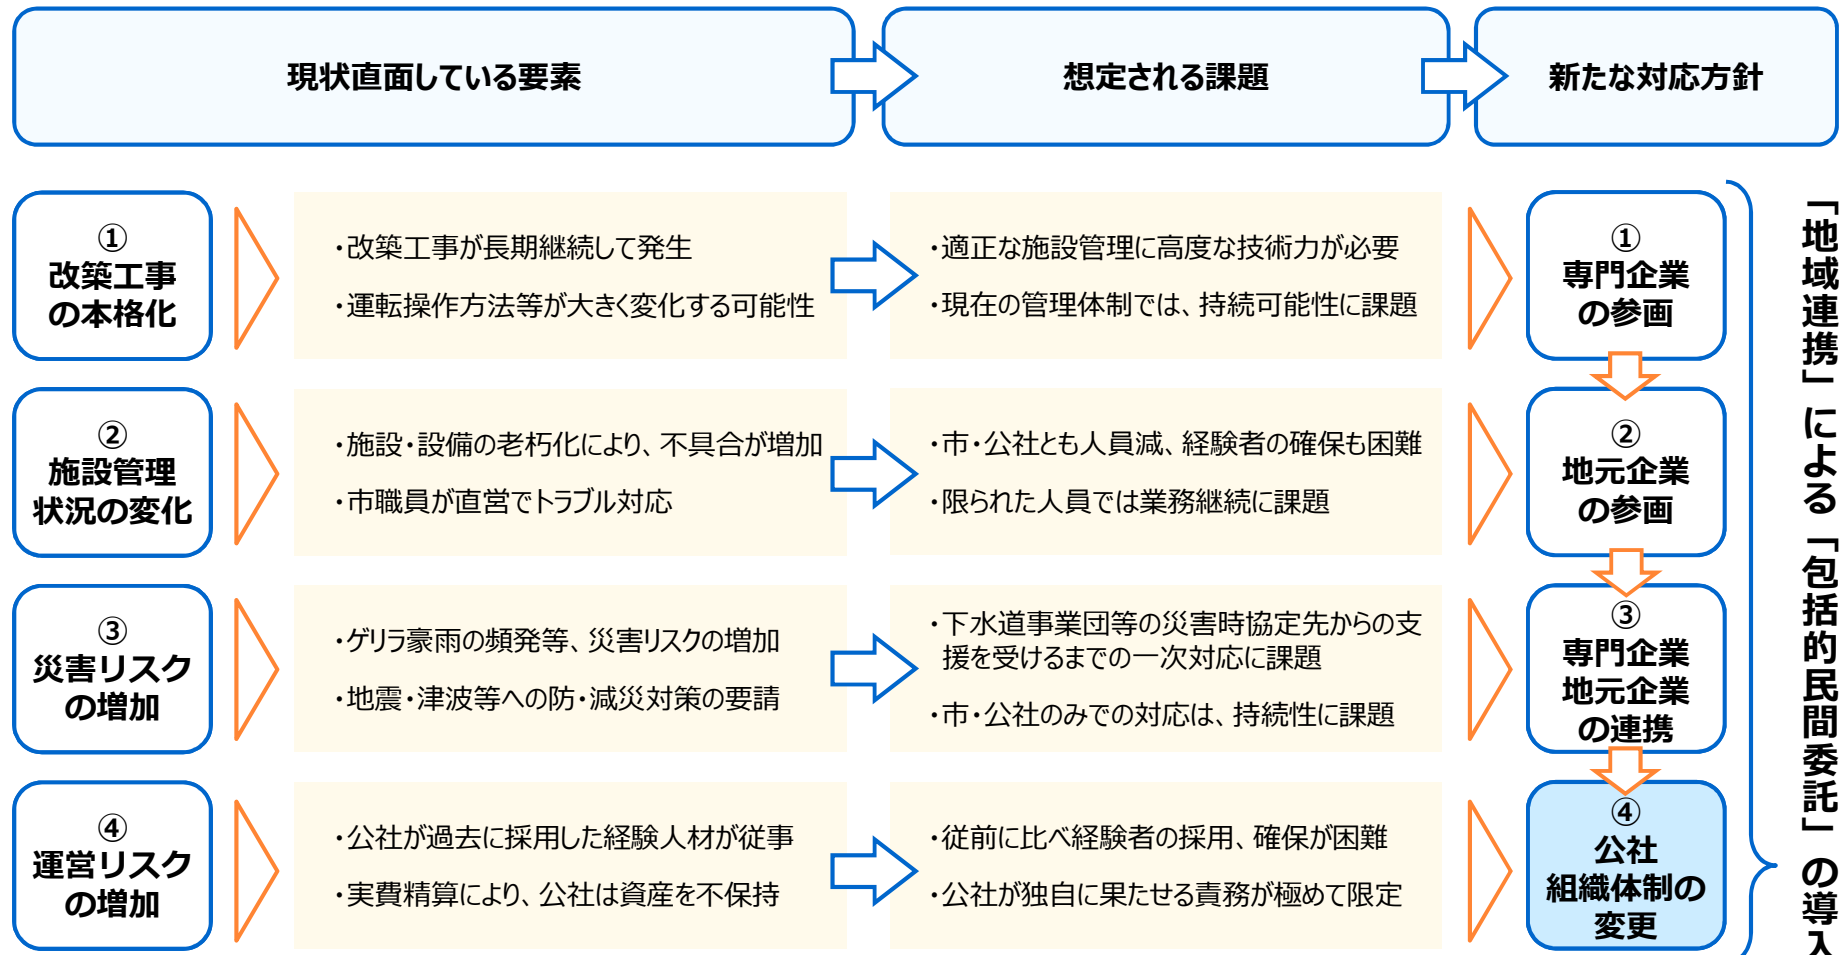 現状直面している要素
想定される課題
新たな対応方針
①
改築工事
の本格化
・改築工事が長期継続して発生
・運転操作方法等が大きく変化する可能性
・適正な施設管理に高度な技術力が必要
・現在の管理体制では、持続可能性に課題
①
専門企業
の参画
②
施設管理
状況の変化
・施設・設備の老朽化により、不具合が増加
・市職員が直営でトラブル対応
・市・公社とも人員減、経験者の確保も困難
・限られた人員では業務継続に課題
②
地元企業
の参画
③
災害リスク
の増加
・ゲリラ豪雨の頻発等、災害リスクの増加
・地震・津波等への防・減災対策の要請
・下水道事業団等の災害時協定先からの支
援を受けるまでの一次対応に課題
・市・公社のみでの対応は、持続性に課題
③
専門企業
地元企業
の連携
④
運営リスク
の増加
・公社が過去に採用した経験人材が従事
・実費精算により、公社は資産を不保持
・従前に比べ経験者の採用、確保が困難
・公社が独自に果たせる責務が極めて限定
④
公社
組織体制の
変更
「地域連携」による「包括的民間委託」の導入